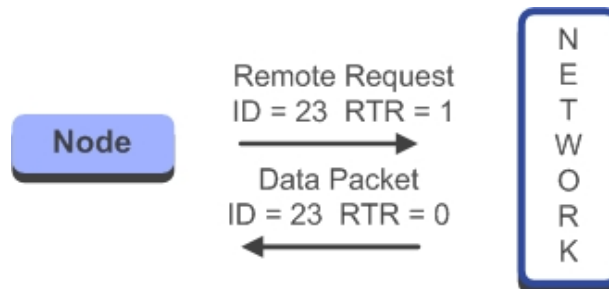 Node
Remote Request
ID = 23 RTR = 1
Data Packet
ID = 23 RTR = 0
N
E
T
W
O
R
K